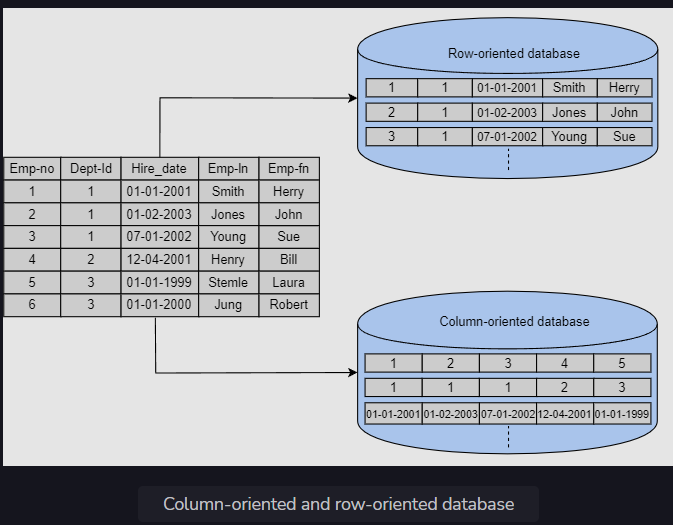 Row-oriented database
1 1 01-01-2001 Smith Herry
2 1 01-02-2003 Jones John
3 1 07-01-2002 Young Sue
Emp-no Dept-Id Hire_date Emp-ln Emp-fn
1 1 01-01-2001 Smith Herry
2 1 01-02-2003 Jones John
3 1 07-01-2002 Young Sue
4 2 12-04-2001 Henry Bill
5 3 01-01-1999 Stemle Laura
6 3 01-01-2000 Jung Robert
Column-oriented database
1 2 3 4 5
1 1 1 2 3
01-01-2001 01-02-2003 07-01-2002 12-04-2001 01-01-1999
Column-oriented and row-oriented database